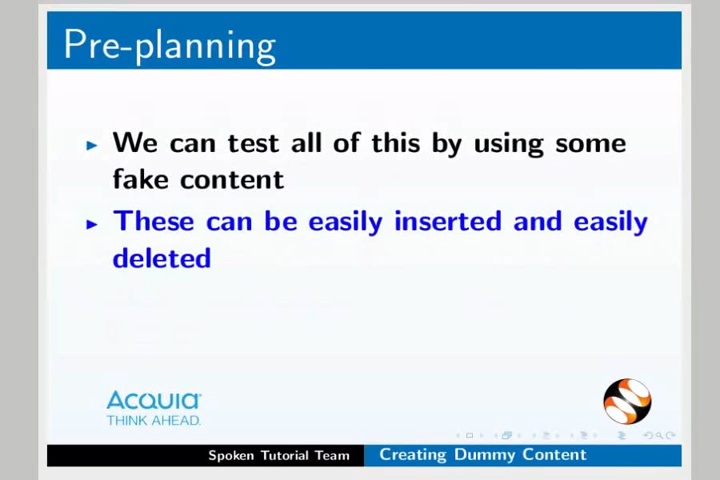 Pre-planning
We can test all of this by using some
fake content
These can be easily inserted and easily
deleted
Acquia
THINK AHEAD.
Spoken Tutorial Team
Creating Dummy Content